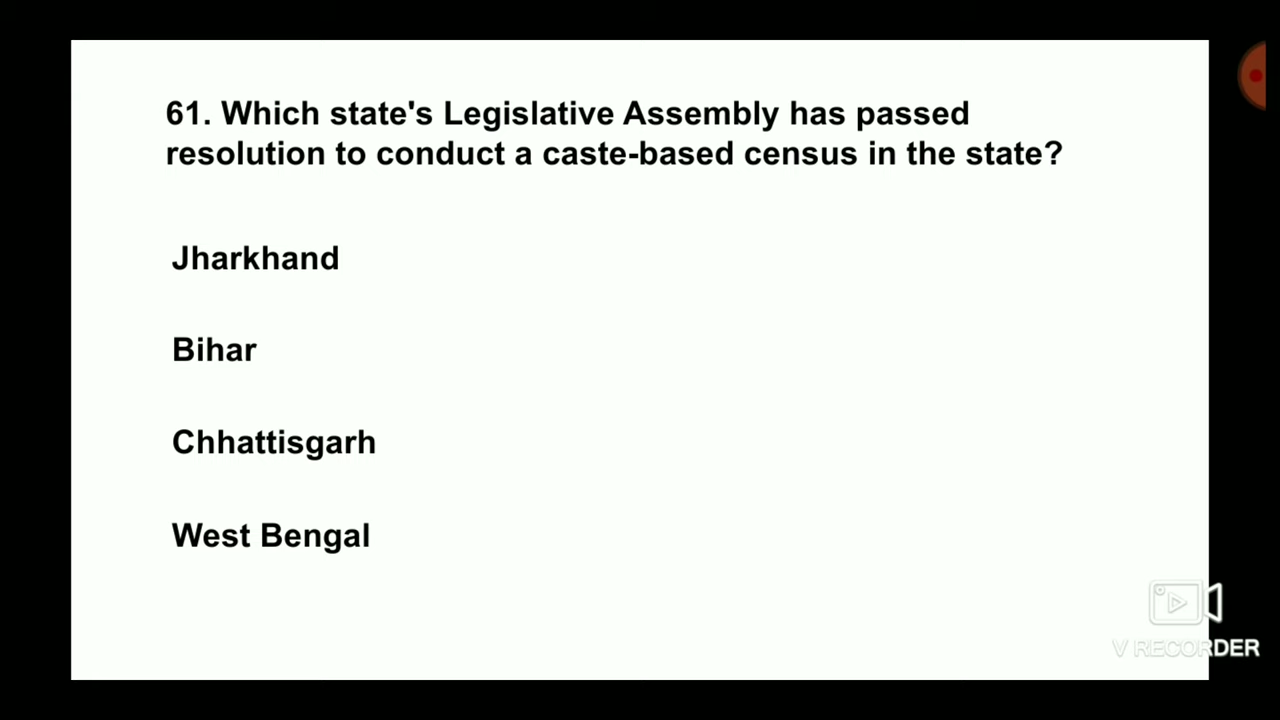 61. Which state's Legislative Assembly has passed
resolution to conduct a caste-based census in the state?
Jharkhand
Bihar
Chhattisgarh
West Bengal
V RECORDER